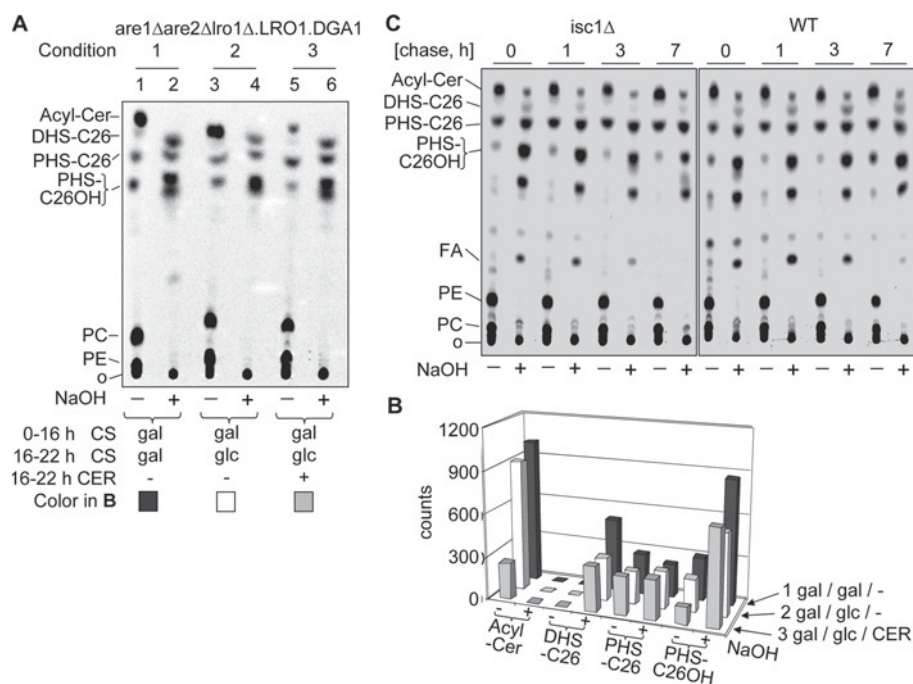 A are1Δare2Δlro1Δ.LRO1.DGA1
Condition 1 2 3
1 2 3 4 5 6
Acyl-Cer
DHS-C26
PHS-C26
PHS-
C26OH
PC
PE
o
NaOH – + – + – +
0-16 h CS gal gal gal
16-22 h CS gal glc glc
16-22 h CER - - +
Color in B
C isc1Δ WT
[chase, h] 0 1 3 7 0 1 3 7
Acyl-Cer
DHS-C26
PHS-C26
PHS-
C26OH
FA
PE
PC
o
NaOH – + – + – + – + – + – + – + – +
B
1200
900
600
300
0
counts
- + - + - + - +
Acyl
-Cer
DHS
-C26
PHS
-C26
PHS-
C26OH
NaOH
1 gal / gal / -
2 gal / glc / -
3 gal / glc / CER